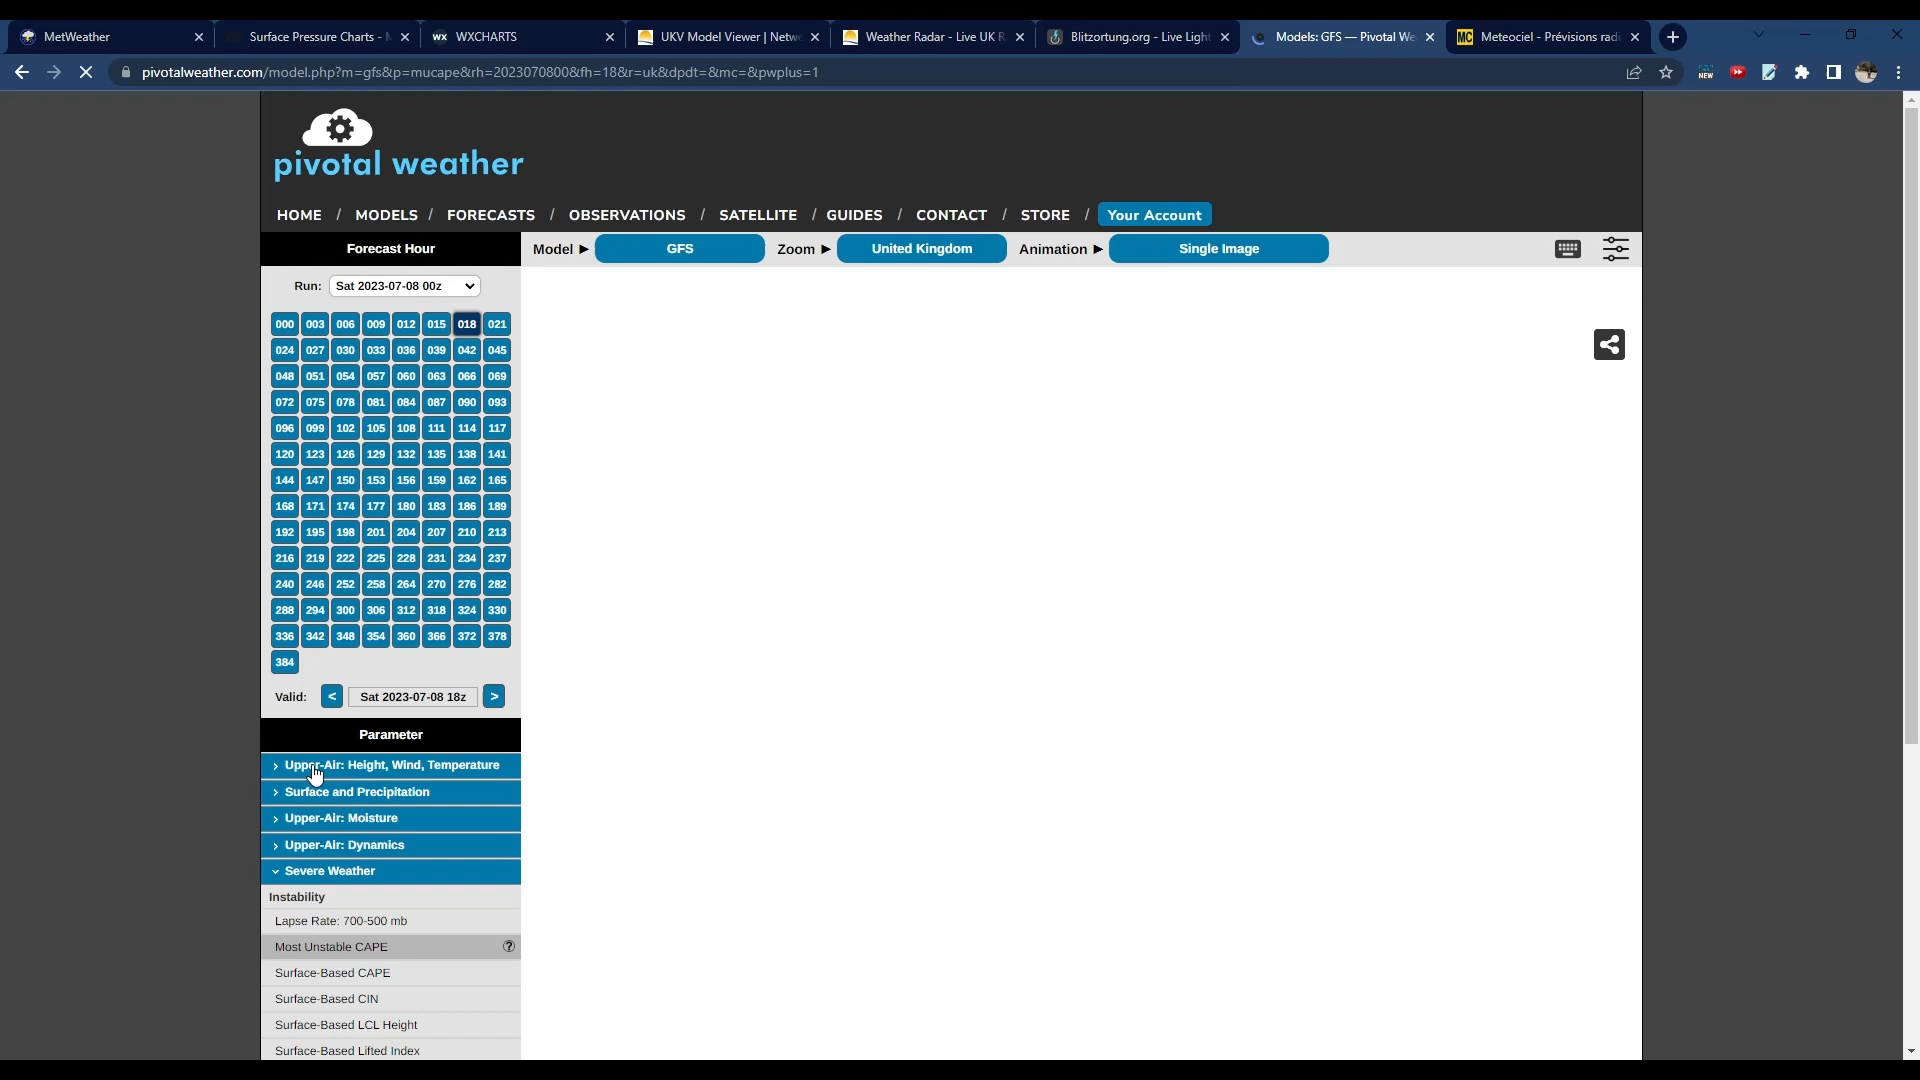 MetWeather
Surface Pressure Charts - M
WX WXCHARTS
UKV Model Viewer | Netwe
Weather Radar - Live UK R
Blitzortung.org - Live Light
Models: GFS — Pivotal We
MC Meteociel - Prévisions radi
pivotalweather.com/model.php?m=gfs&p=mucape&rh=2023070800&fh=18&r=uk&dpdt=&mc=&pwplus=1
NEW
pivotal weather
HOME / MODELS / FORECASTS / OBSERVATIONS / SATELLITE / GUIDES / CONTACT / STORE / Your Account
Forecast Hour
Model ▶ GFS Zoom ▶ United Kingdom Animation ▶ Single Image
Run: Sat 2023-07-08 00z
000 003 006 009 012 015 018 021
024 027 030 033 036 039 042 045
048 051 054 057 060 063 066 069
072 075 078 081 084 087 090 093
096 099 102 105 108 111 114 117
120 123 126 129 132 135 138 141
144 147 150 153 156 159 162 165
168 171 174 177 180 183 186 189
192 195 198 201 204 207 210 213
216 219 222 225 228 231 234 237
240 246 252 258 264 270 276 282
288 294 300 306 312 318 324 330
336 342 348 354 360 366 372 378
384
Valid: < Sat 2023-07-08 18z >
Parameter
Upper-Air: Height, Wind, Temperature
Surface and Precipitation
Upper-Air: Moisture
Upper-Air: Dynamics
Severe Weather
Instability
Lapse Rate: 700-500 mb
Most Unstable CAPE ?
Surface-Based CAPE
Surface-Based CIN
Surface-Based LCL Height
Surface-Based Lifted Index